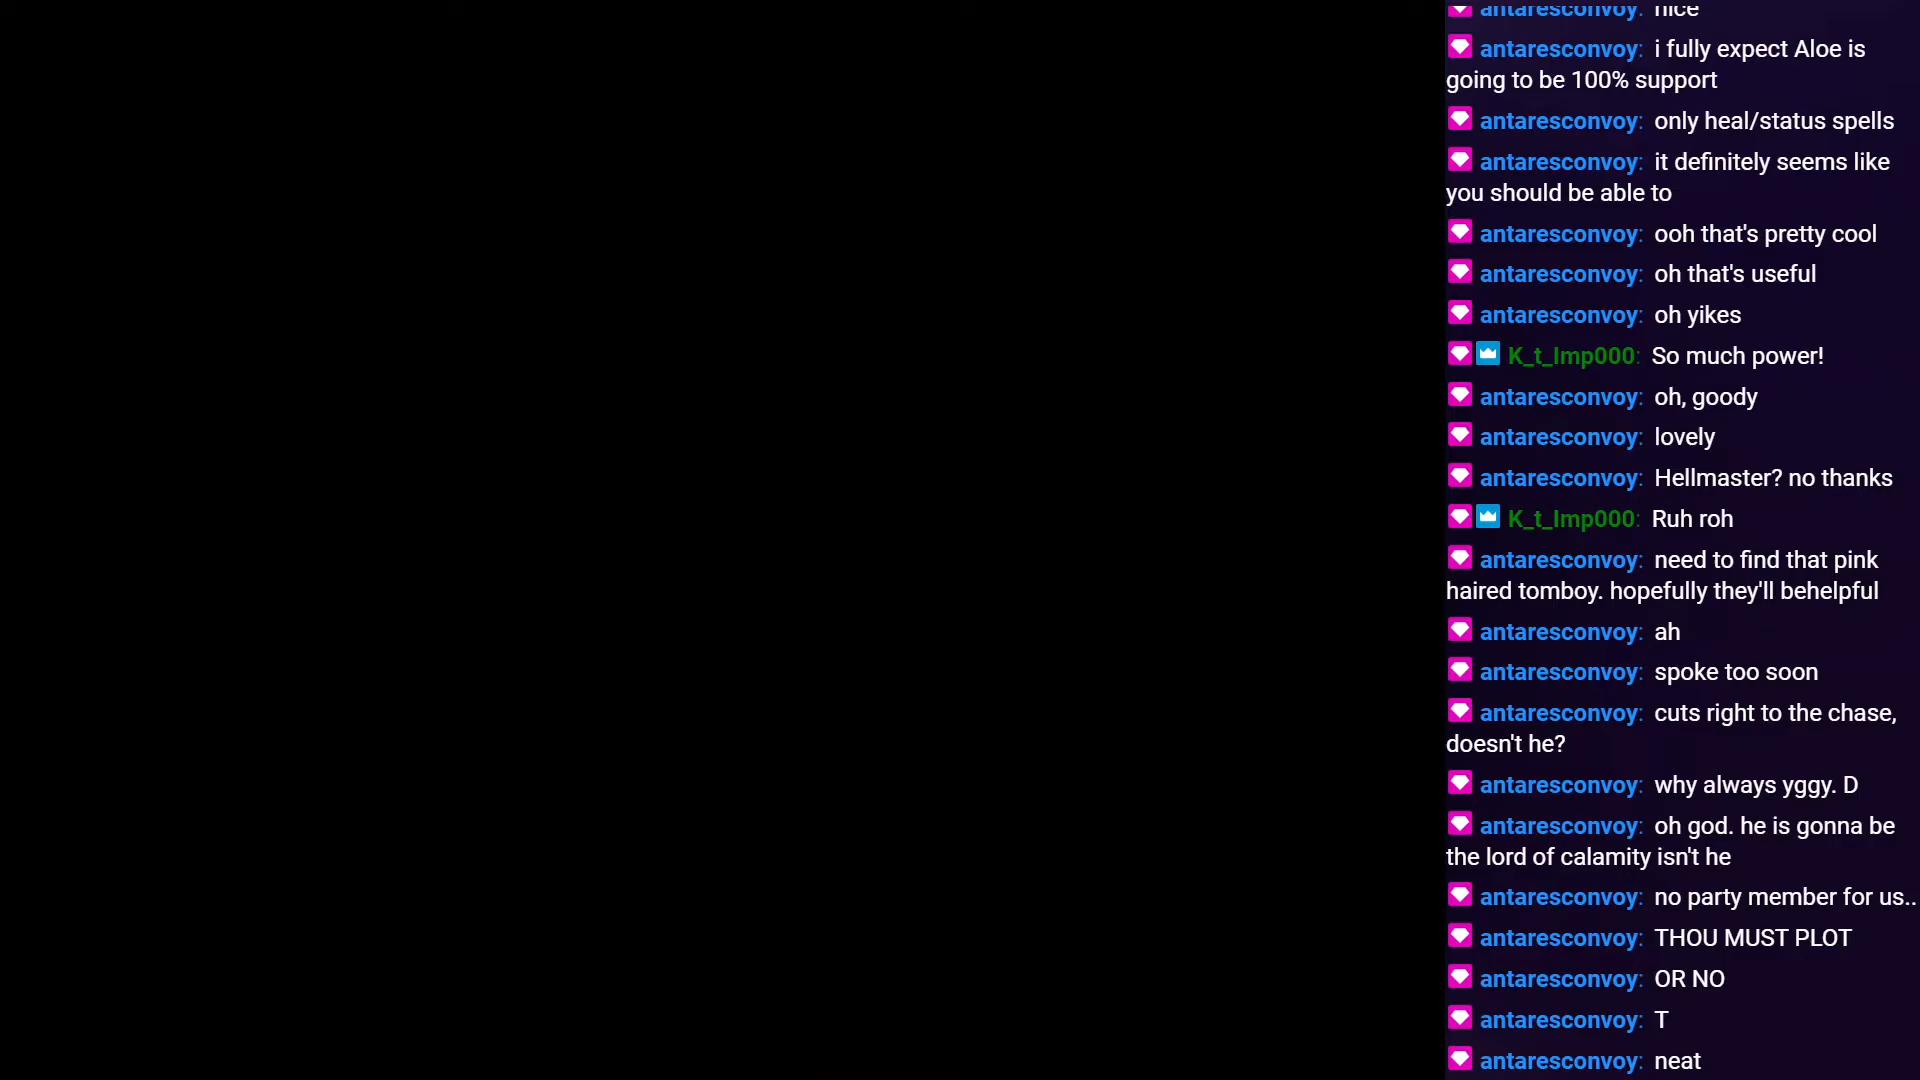 antaresconvoy: nice
antaresconvoy: i fully expect Aloe is
going to be 100% support
antaresconvoy: only heal/status spells
antaresconvoy: it definitely seems like
you should be able to
antaresconvoy: ooh that's pretty cool
antaresconvoy: oh that's useful
antaresconvoy: oh yikes
K_t_Imp000: So much power!
antaresconvoy: oh, goody
antaresconvoy: lovely
antaresconvoy: Hellmaster? no thanks
K_t_Imp000: Ruh roh
antaresconvoy: need to find that pink
haired tomboy. hopefully they'll behelpful
antaresconvoy: ah
antaresconvoy: spoke too soon
antaresconvoy: cuts right to the chase,
doesn't he?
antaresconvoy: why always yggy. D
antaresconvoy: oh god. he is gonna be
the lord of calamity isn't he
antaresconvoy: no party member for us..
antaresconvoy: THOU MUST PLOT
antaresconvoy: OR NO
antaresconvoy: T
antaresconvoy: neat